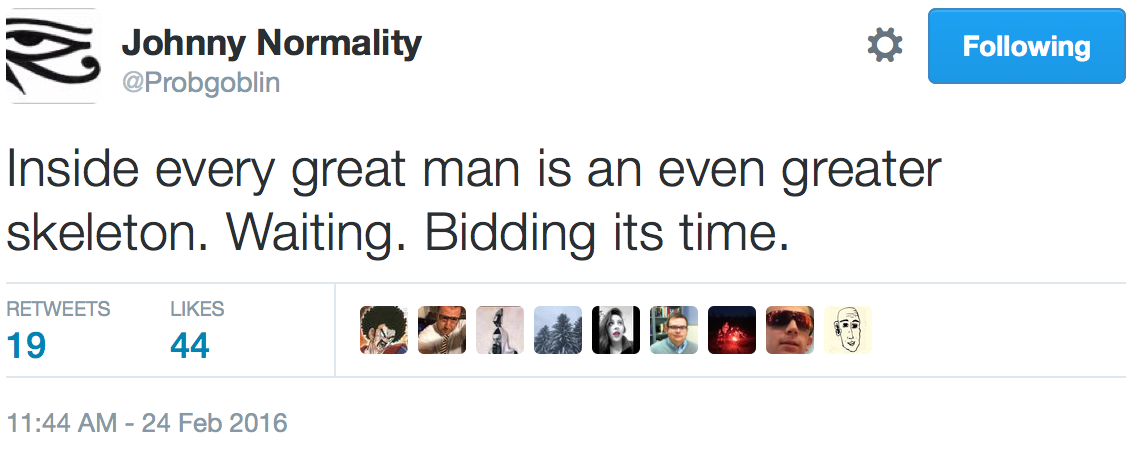 Johnny Normality
@Probgoblin
Following
Inside every great man is an even greater
skeleton. Waiting. Bidding its time.
RETWEETS
19
LIKES
44
11:44 AM - 24 Feb 2016